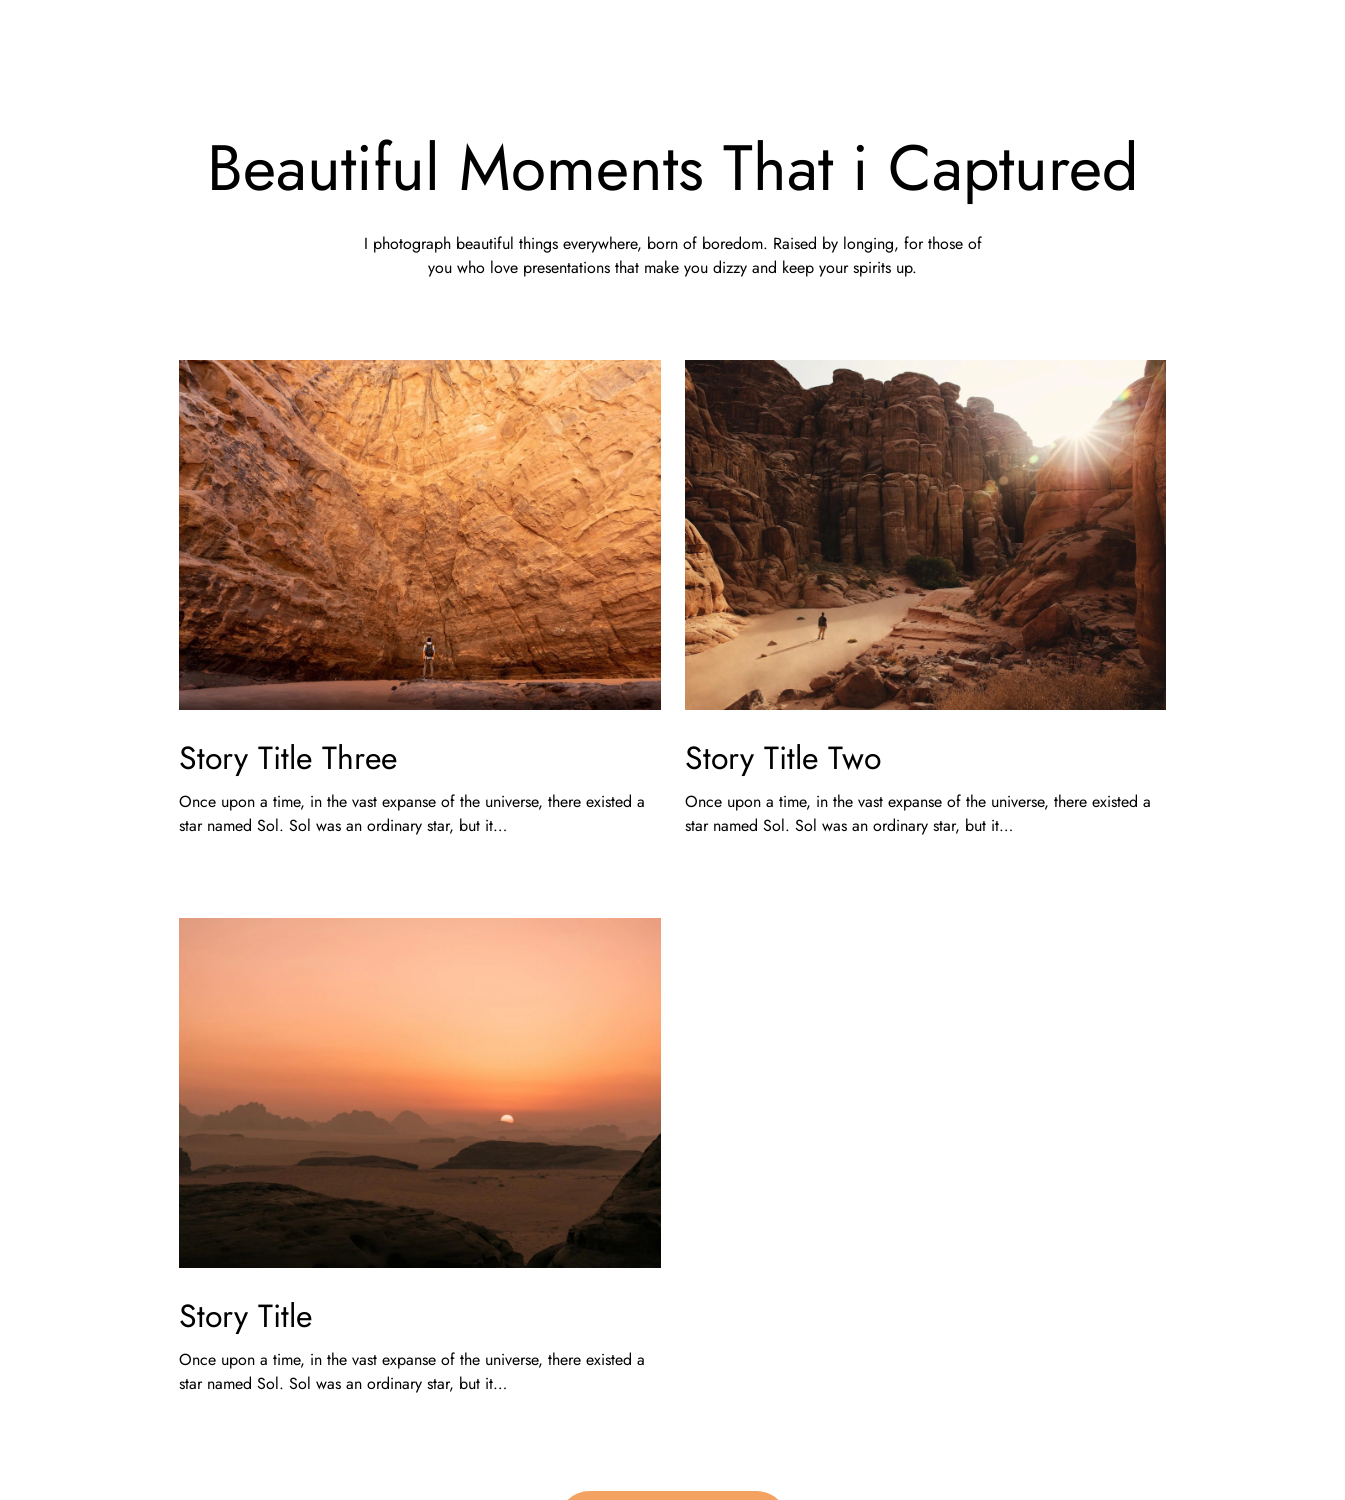 Beautiful Moments That i Captured
I photograph beautiful things everywhere, born of boredom. Raised by longing, for those of
you who love presentations that make you dizzy and keep your spirits up.
Story Title Three
Once upon a time, in the vast expanse of the universe, there existed a
star named Sol. Sol was an ordinary star, but it…
Story Title Two
Once upon a time, in the vast expanse of the universe, there existed a
star named Sol. Sol was an ordinary star, but it…
Story Title
Once upon a time, in the vast expanse of the universe, there existed a
star named Sol. Sol was an ordinary star, but it…